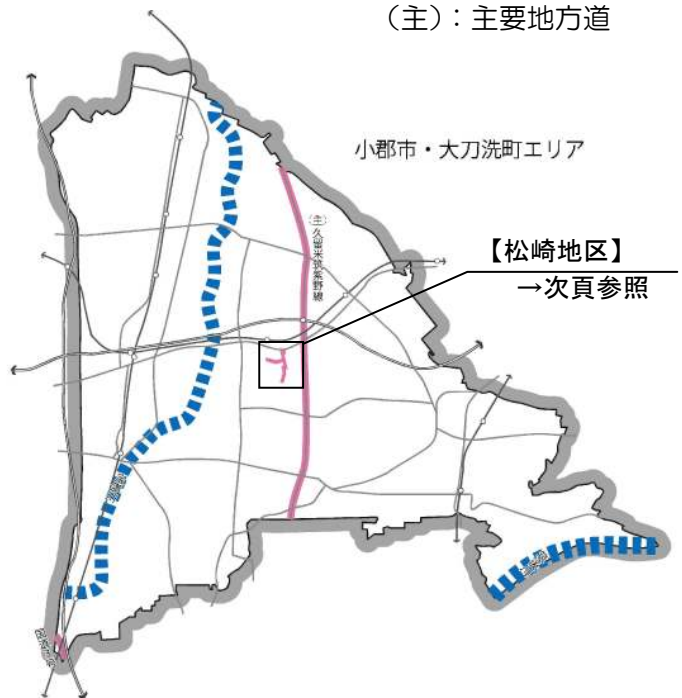 （主）：主要地方道
小郡市・大刀洗町エリア
（主）久留米筑紫野線
【松崎地区】
→次頁参照